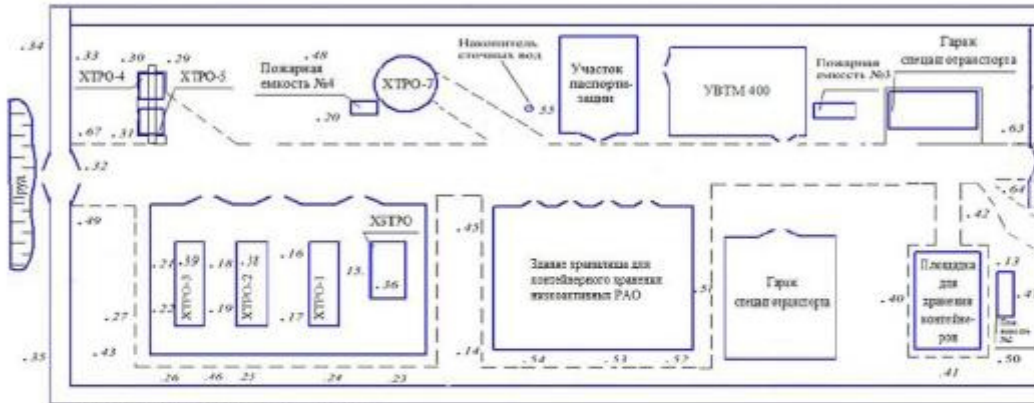 .34
.33
.30
.29
.48
ХТРО-4
ХТРО-5
Пожарная
емкость №4
ХТРО-7
.20
Накопитель
сточных вод
.55
Участок
паспорти-
зации
УВТМ 400
Пожарная
емкость №3
Гараж
спецавтотранспорта
.67
.31
.63
Пруд
.32
.64
.49
.42
ХБТРО
.45
.21
.39
.18
.38
.16
15.
.36
ХТРО-3
ХТРО-2
ХТРО-1
.22
.19
.17
.27
.43
.35
Здание хранилища для
контейнерного хранения
низкоактивных РАО
Гараж
спецавтотранспорта
.40
Площадка
для
хранения
контейне-
ров
.13
.14
.54
.53
.52
.26
.46
.25
.24
.23
.41
.50